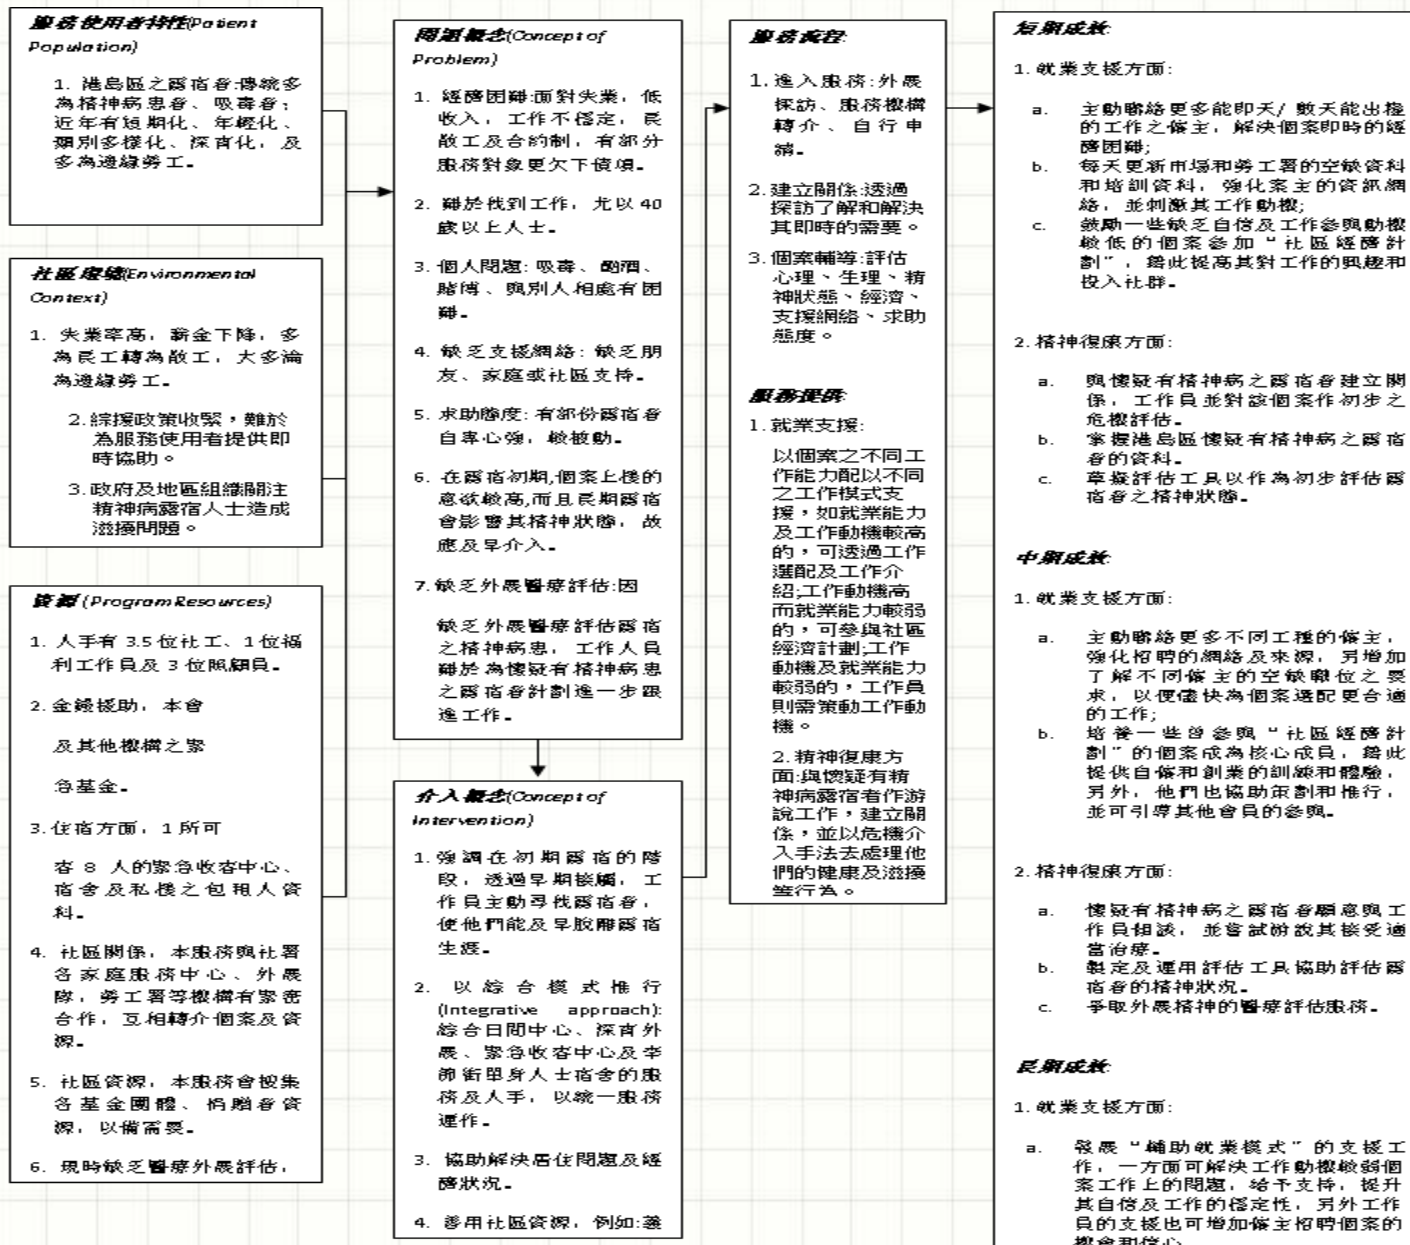 服務使用者特性(Patient
Population)
1. 港島區之露宿者:傳統多
為精神病患者、吸毒者;
近年有短期化、年輕化、
類別多樣化、深宵化，及
多為邊緣勞工。
社區環境(Environmental
Context)
1. 失業率高，薪金下降，多
為長工轉為散工，大多淪
為邊緣勞工。
2. 綜援政策收緊，難於
為服務使用者提供即
時協助。
3. 政府及地區組織關注
精神病露宿人士造成
滋擾問題。
資源 (Program Resources)
1. 人手有 3.5 位社工、1 位福
利工作員及 3 位照顧員。
2. 金錢援助，本會
及其他機構之緊
急基金。
3. 住宿方面，1 所可
容 8 人的緊急收容中心、
宿舍及私樓之包租人資
料。
4. 社區關係，本服務與社署
各家庭服務中心、外展
隊，勞工署等機構有緊密
合作，互相轉介個案及資
源。
5. 社區資源，本服務會搜集
各基金團體、捐贈者資
源，以備需要。
6. 現時缺乏醫療外展評估，
問題概念(Concept of
Problem)
1. 經濟困難:面對失業，低
收入，工作不穩定，長
散工及合約制，有部分
服務對象更欠下債項。
2. 難於找到工作，尤以 40
歲以上人士。
3. 個人問題: 吸毒、酗酒、
賭博、與別人相處有困
難。
4. 缺乏支援網絡: 缺乏朋
友、家庭或社區支持。
5. 求助態度: 有部份露宿者
自尊心強，較被動。
6. 在露宿初期,個案上樓的
意欲較高,而且長期露宿
會影響其精神狀態，故
應及早介入。
7. 缺乏外展醫療評估:因
缺乏外展醫療評估露宿
之精神病患，工作人員
難於為懷疑有精神病患
之露宿者計劃進一步跟
進工作。
介入概念(Concept of
Intervention)
1. 強調在初期露宿的階
段，透過早期接觸，工
作員主動尋找露宿者，
使他們能及早脫離露宿
生涯。
2. 以綜合模式推行
(Integrative approach):
綜合日間中心、深宵外
展、緊急收容中心及李
節街單身人士宿舍的服
務及人手，以統一服務
運作。
3. 協助解決居住問題及經
濟狀況。
4. 善用社區資源，例如:義
服務流程:
1. 進入服務:外展
探訪、服務機構
轉介、自行申
請。
2. 建立關係:透過
探訪了解和解決
其即時的需要。
3. 個案輔導:評估
心理、生理、精
神狀態、經濟、
支援網絡、求助
態度。
服務提供:
1. 就業支援:
以個案之不同工
作能力配以不同
之工作模式支
援，如就業能力
及工作動機較高
的，可透過工作
選配及工作介
紹;工作動機高
而就業能力較弱
的，可參與社區
經濟計劃;工作
動機及就業能力
較弱的，工作員
則需策動工作動
機。
2. 精神復康方
面:與懷疑有精
神病露宿者作游
說工作，建立關
係，並以危機介
入手法去處理他
們的健康及滋擾
等行為。
短期成效:
1. 就業支援方面:
a. 主動聯絡更多能即天/ 數天能出糧
的工作之僱主，解決個案即時的經
濟困難;
b. 每天更新市場和勞工署的空缺資料
和培訓資料，強化案主的資訊網
絡，並刺激其工作動機;
c. 鼓勵一些缺乏自信及工作參與動機
較低的個案參加“社區經濟計
劃”，藉此提高其對工作的興趣和
投入社群。
2. 精神復康方面:
a. 與懷疑有精神病之露宿者建立關
係，工作員並對該個案作初步之
危機評估。
b. 掌握港島區懷疑有精神病之露宿
者的資料。
c. 草擬評估工具以作為初步評估露
宿者之精神狀態。
中期成效:
1. 就業支援方面:
a. 主動聯絡更多不同工種的僱主，
強化招聘的網絡及來源，另增加
了解不同僱主的空缺職位之要
求，以便儘快為個案選配更合適
的工作;
b. 培養一些曾參與“社區經濟計
劃”的個案成為核心成員，藉此
提供自僱和創業的訓練和體驗，
另外，他們也協助策劃和推行，
並可引導其他會員的參與。
2. 精神復康方面:
a. 懷疑有精神病之露宿者願意與工
作員傾談，並嘗試游說其接受適
當治療。
b. 製定及運用評估工具協助評估露
宿者的精神狀況。
c. 爭取外展精神的醫療評估服務。
長期成效:
1. 就業支援方面:
a. 發展“輔助就業模式”的支援工
作，一方面可解決工作動機較弱個
案工作上的問題，給予支持，提升
其自信及工作的穩定性，另外工作
員的支援也可增加僱主招聘個案的
機會和信心